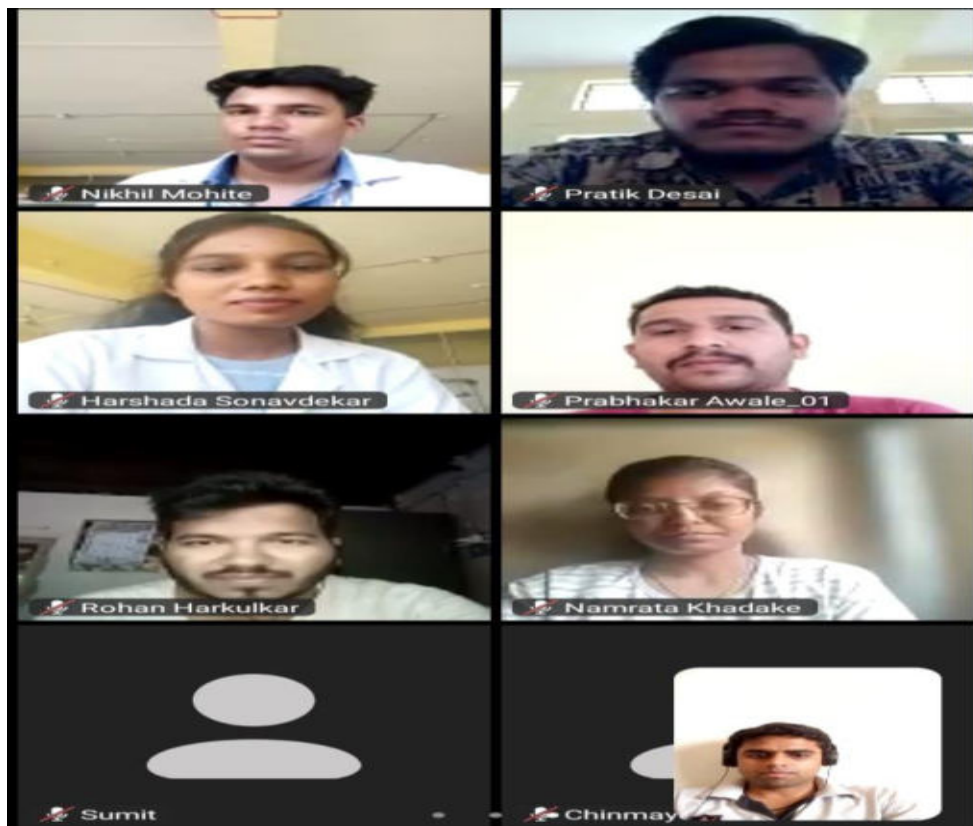 Nikhil Mohite
Pratik Desai
Harshada Sonavdekar
Prabhakar Awale_01
Rohan Harkulkar
Namrata Khadake
Sumit
Chinmay